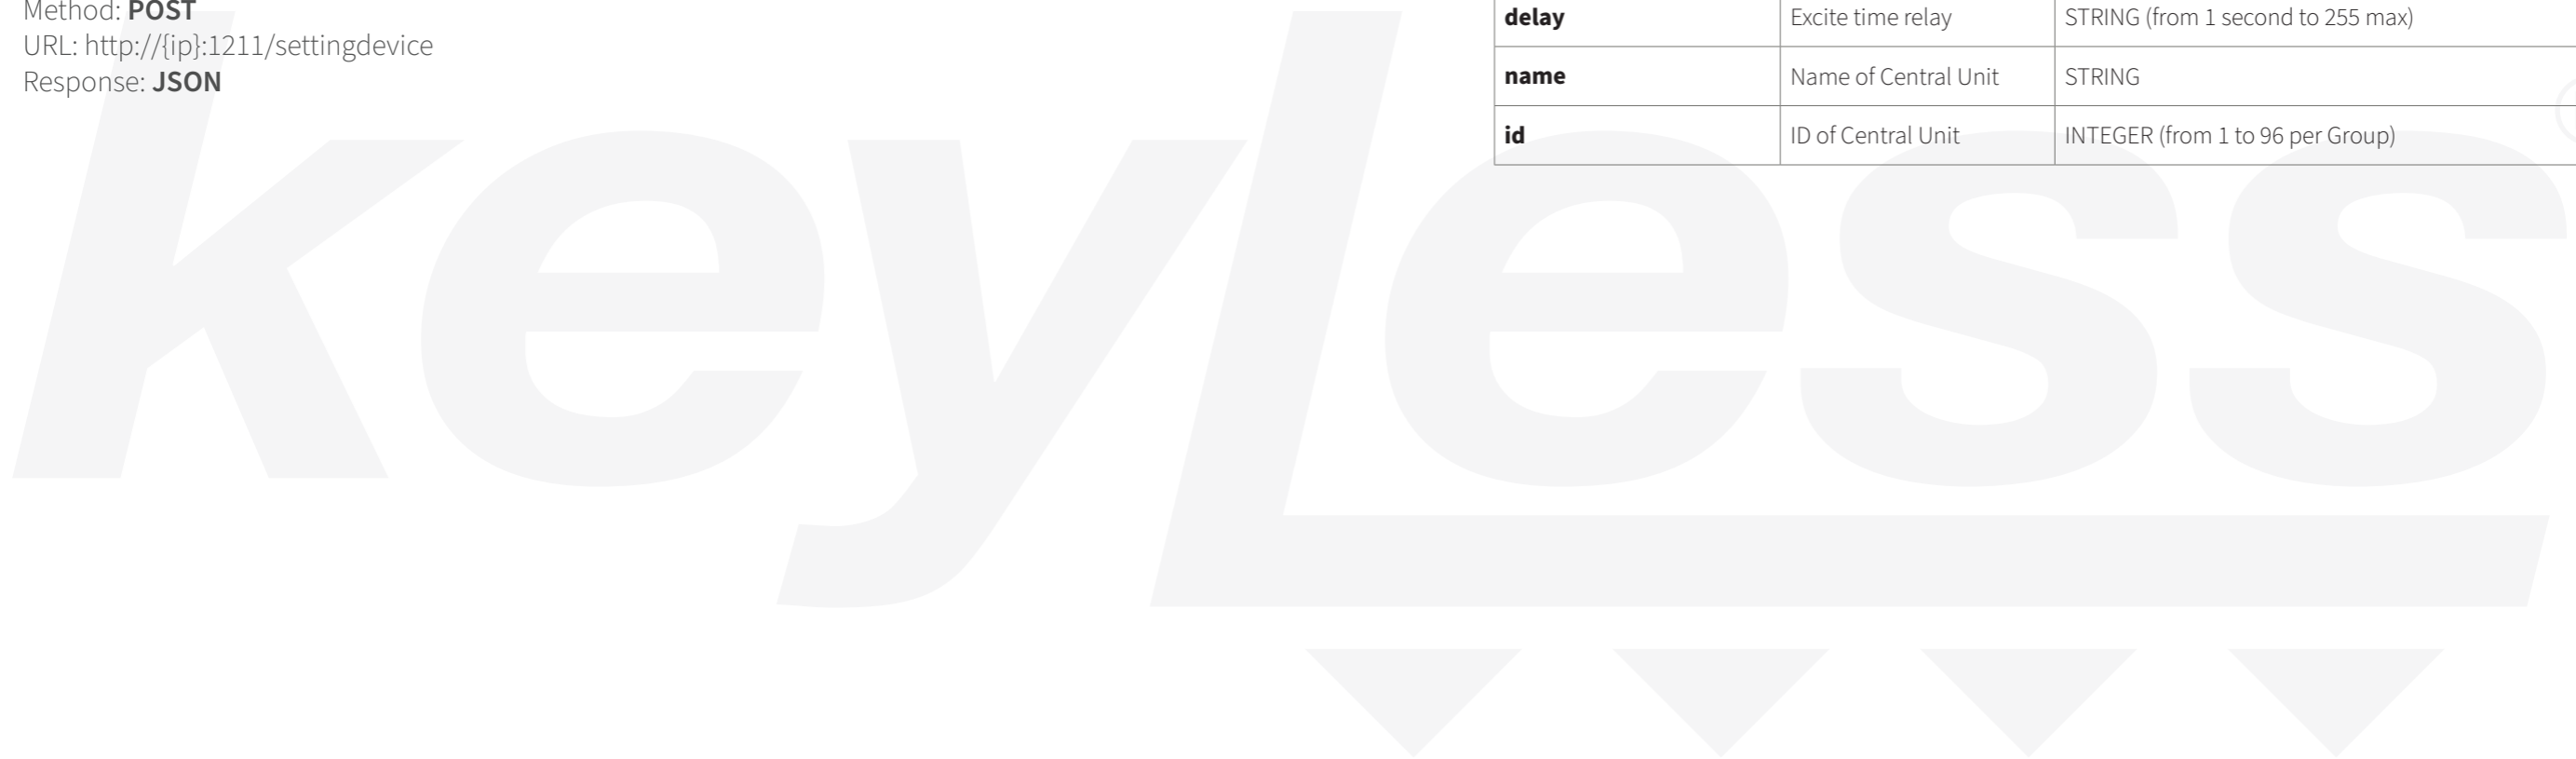 Method: POST
URL: http://{ip}:1211/settingdevice
Response: JSON
delay Excite time relay STRING (from 1 second to 255 max)
name Name of Central Unit STRING
id ID of Central Unit INTEGER (from 1 to 96 per Group)
keyless